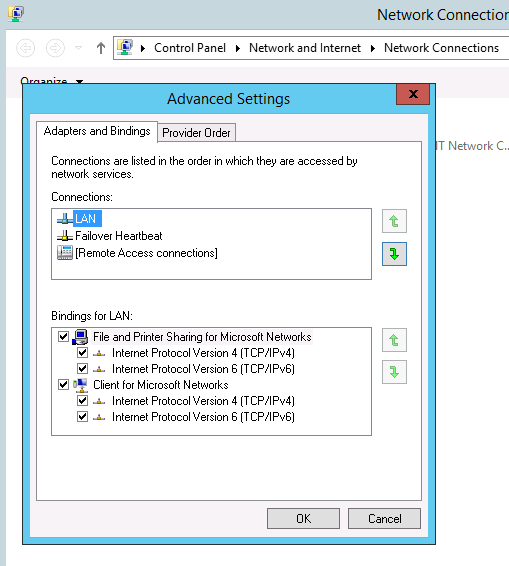 Network Connection
Control Panel
Network and Internet
Network Connections
Organize
Advanced Settings
x
Adapters and Bindings
Provider Order
IT Network C...
Connections are listed in the order in which they are accessed by
network services.
Connections:
LAN
Failover Heartbeat
[Remote Access connections]
Bindings for LAN:
File and Printer Sharing for Microsoft Networks
Internet Protocol Version 4 (TCP/IPv4)
Internet Protocol Version 6 (TCP/IPv6)
Client for Microsoft Networks
Internet Protocol Version 4 (TCP/IPv4)
Internet Protocol Version 6 (TCP/IPv6)
OK
Cancel